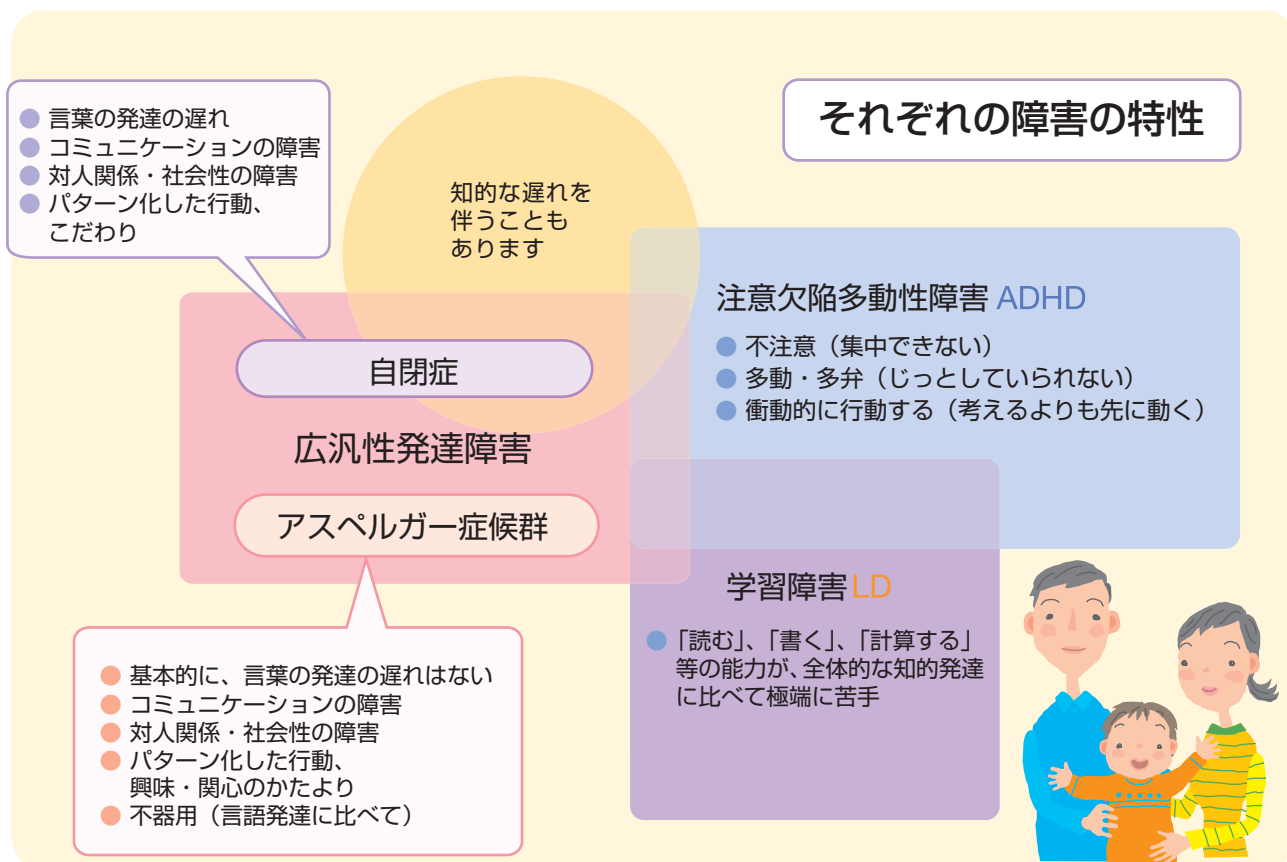 それぞれの障害の特性
● 言葉の発達の遅れ
● コミュニケーションの障害
● 対人関係・社会性の障害
● パターン化した行動、
こだわり
知的な遅れを
伴うことも
あります
自閉症
広汎性発達障害
アスペルガー症候群
● 基本的に、言葉の発達の遅れはない
● コミュニケーションの障害
● 対人関係・社会性の障害
● パターン化した行動、
興味・関心のかたより
● 不器用（言語発達に比べて）
注意欠陥多動性障害 ADHD
● 不注意（集中できない）
● 多動・多弁（じっとしていられない）
● 衝動的に行動する（考えるよりも先に動く）
学習障害 LD
● 「読む」、「書く」、「計算する」
等の能力が、全体的な知的発達
に比べて極端に苦手